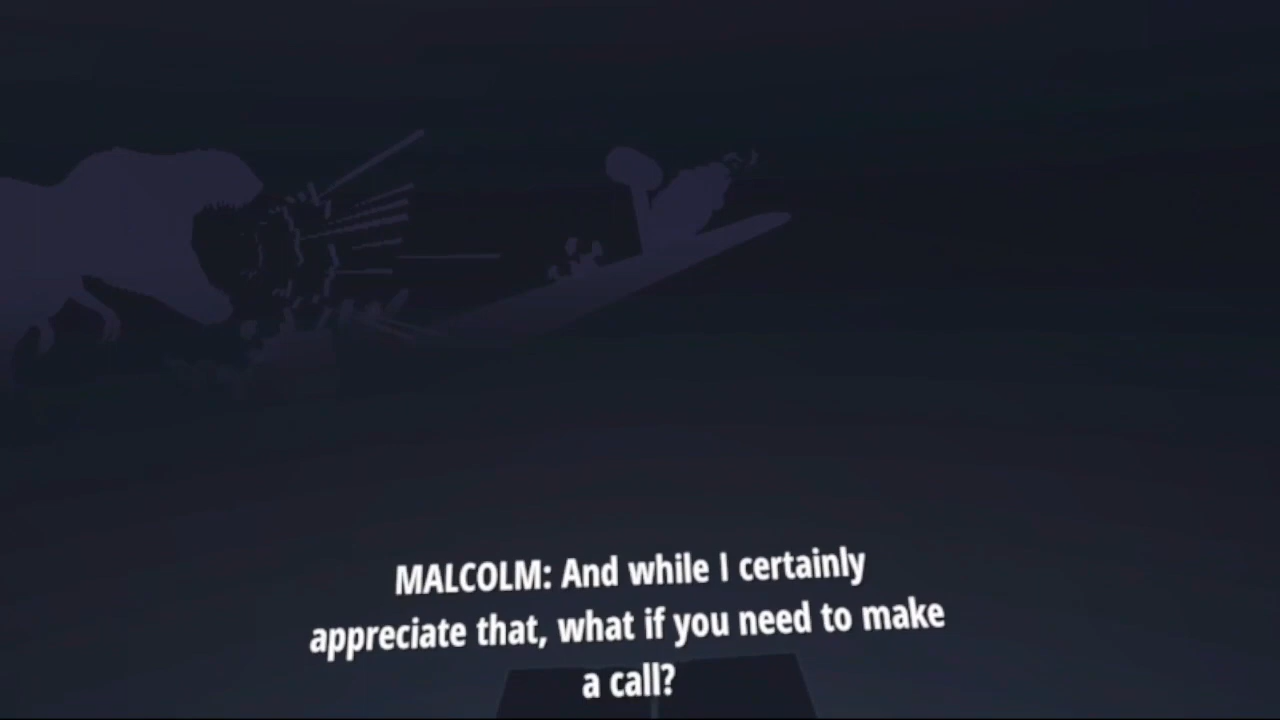 MALCOLM: And while I certainly
appreciate that, what if you need to make
a call?